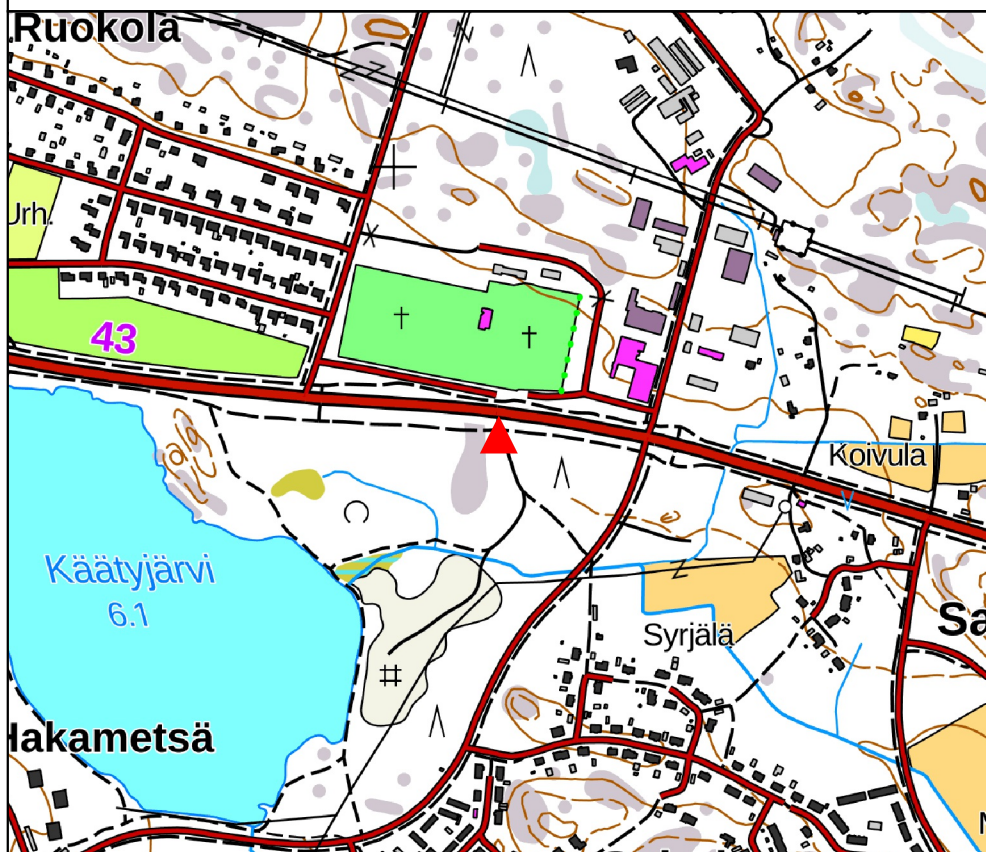 Ruokola
Urh.
43
Koivula
Käätyjärvi
6.1
Syrjälä
Sa
Hakametsä